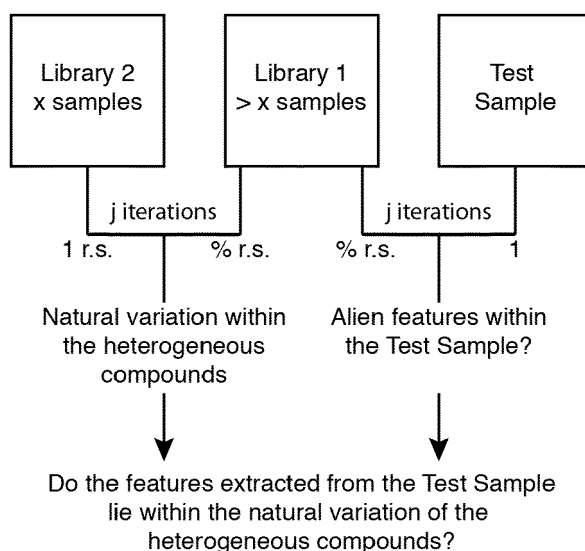 Library 2
x samples
Library 1
> x samples
Test
Sample
j iterations
j iterations
1 r.s.
% r.s.
% r.s.
1
Natural variation within
the heterogeneous
compounds
Alien features within
the Test Sample?
Do the features extracted from the Test Sample
lie within the natural variation of the
heterogeneous compounds?